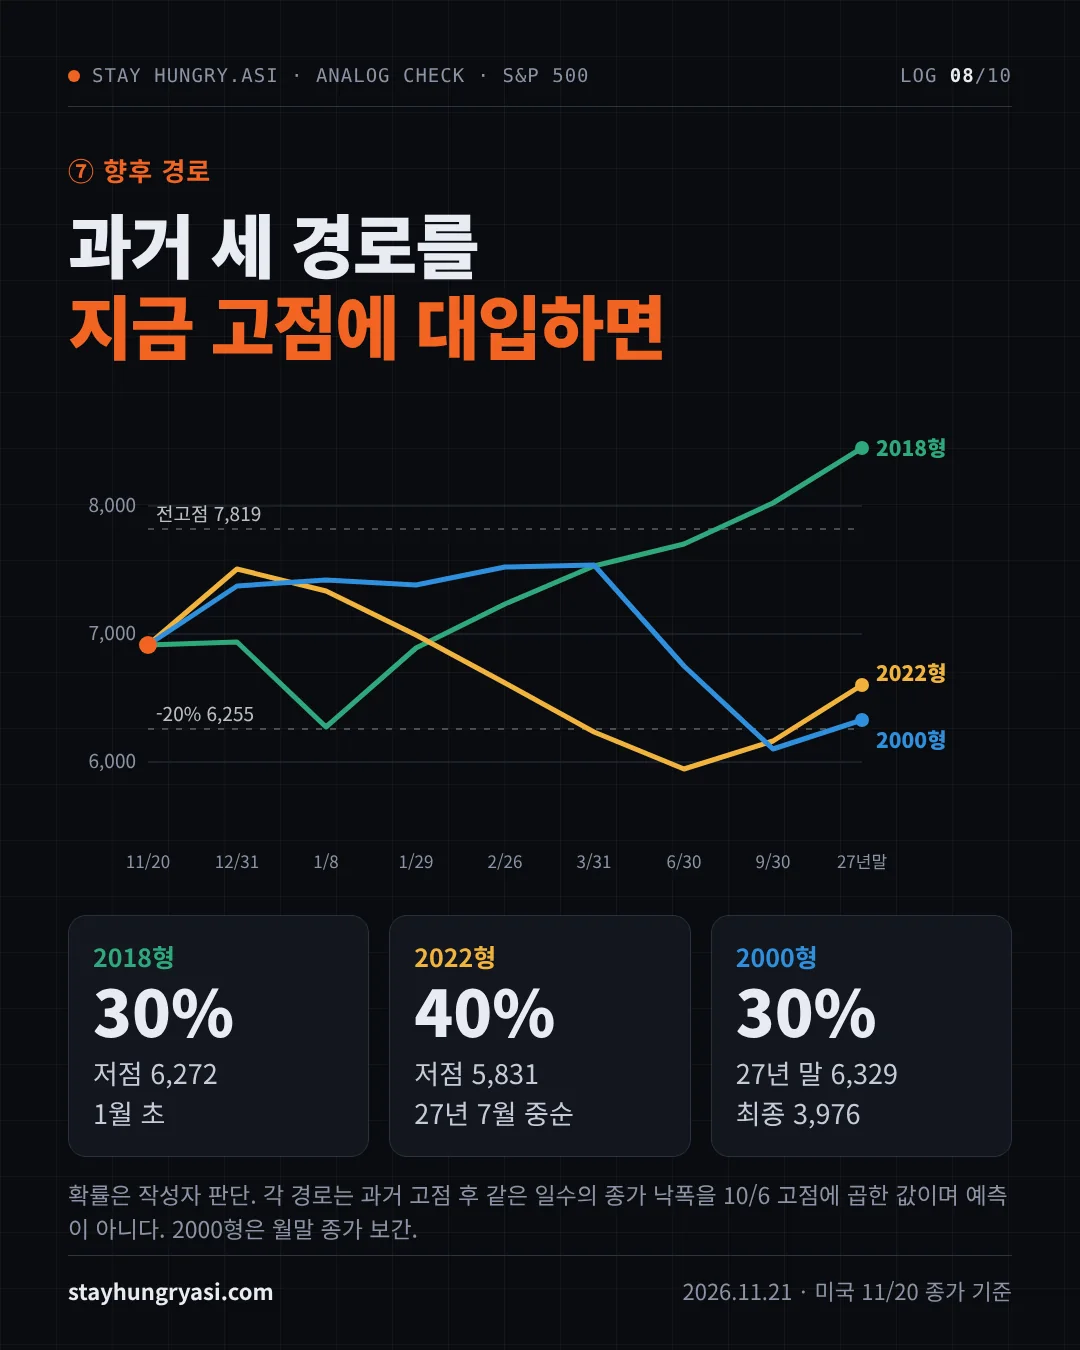 STAY HUNGRY.ASI · ANALOG CHECK · S&P 500
LOG 08/10
⑦ 향후 경로
과거 세 경로를
지금 고점에 대입하면
2018형
8,000
전고점 7,819
7,000
2022형
-20% 6,255
2000형
6,000
11/20 12/31 1/8 1/29 2/26 3/31 6/30 9/30 27년말
2018형
30%
저점 6,272
1월 초
2022형
40%
저점 5,831
27년 7월 중순
2000형
30%
27년 말 6,329
최종 3,976
확률은 작성자 판단. 각 경로는 과거 고점 후 같은 일수의 종가 낙폭을 10/6 고점에 곱한 값이며 예측
이 아니다. 2000형은 월말 종가 보간.
stayhungryasi.com
2026.11.21 · 미국 11/20 종가 기준